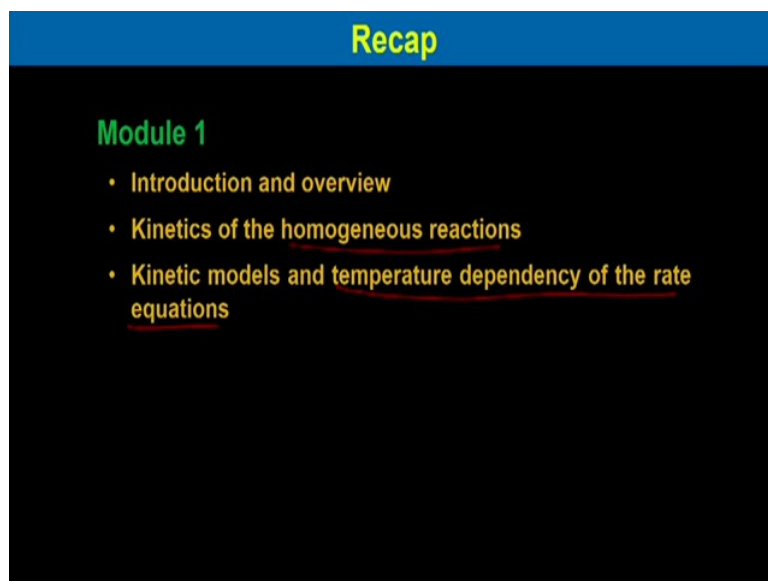 Recap
Module 1
• Introduction and overview
• Kinetics of the homogeneous reactions
• Kinetic models and temperature dependency of the rate
equations